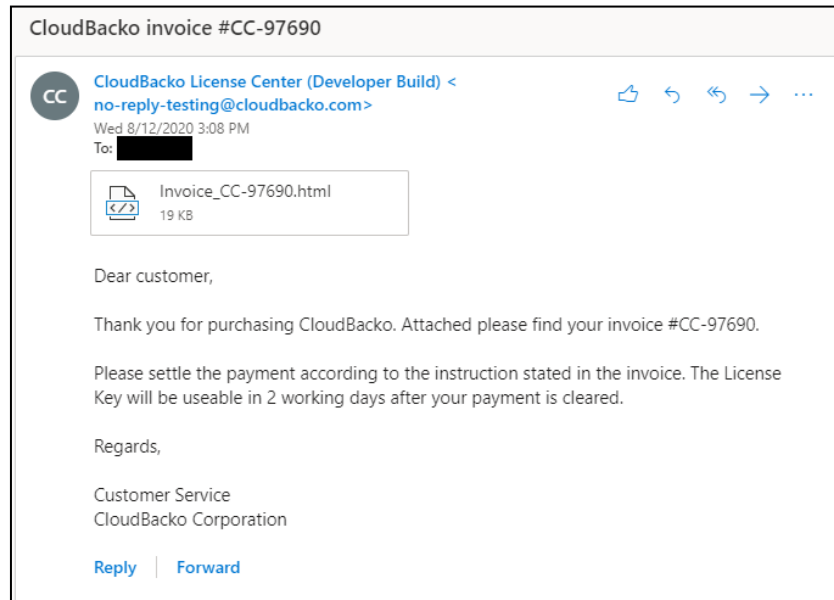 CloudBacko invoice #CC-97690
CC
CloudBacko License Center (Developer Build) <
no-reply-testing@cloudbacko.com>
Wed 8/12/2020 3:08 PM
To:
Invoice_CC-97690.html
19 KB
Dear customer,
Thank you for purchasing CloudBacko. Attached please find your invoice #CC-97690.
Please settle the payment according to the instruction stated in the invoice. The License
Key will be useable in 2 working days after your payment is cleared.
Regards,
Customer Service
CloudBacko Corporation
Reply
Forward